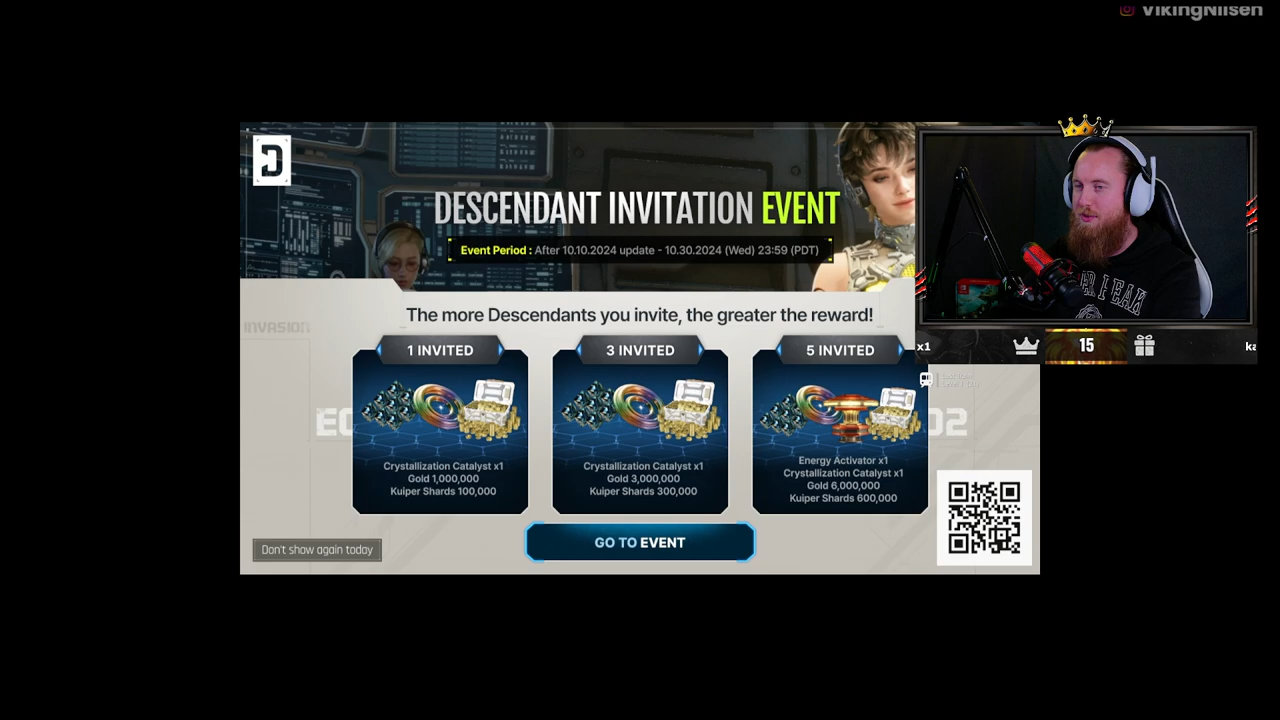 VikingNilsen
DESCENDANT INVITATION EVENT
Event Period : After 10.10.2024 update - 10.30.2024 (Wed) 23:59 (PDT)
The more Descendants you invite, the greater the reward!
INVASION
1 INVITED
3 INVITED
5 INVITED
x1
15
Crystallization Catalyst x1
Gold 1,000,000
Kuiper Shards 100,000
Crystallization Catalyst x1
Gold 3,000,000
Kuiper Shards 300,000
Energy Activator x1
Crystallization Catalyst x1
Gold 6,000,000
Kuiper Shards 600,000
GO TO EVENT
Don't show again today